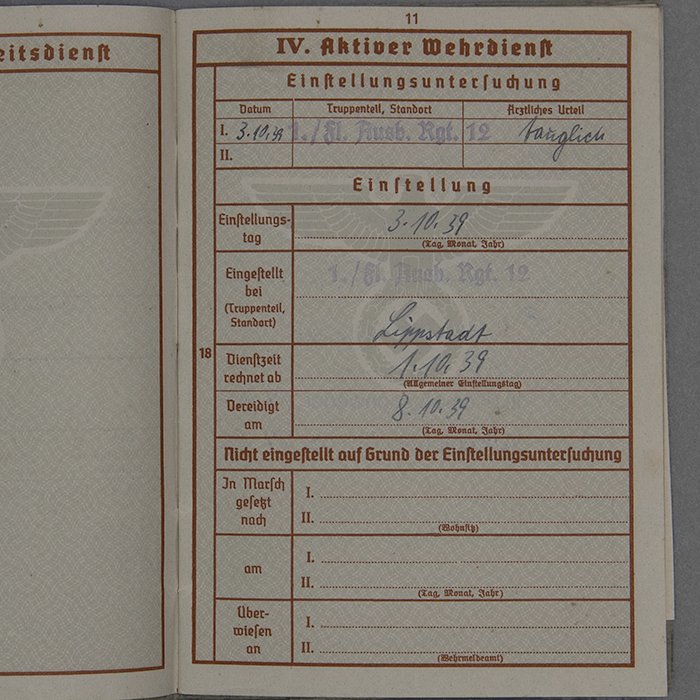 eitsdienst
11
IV. Aktiver Wehrdienst
Einstellungsuntersuchung
Datum Truppenteil, Standort Ärztliches Urteil
I. 3.10.39 1./Fl. Ausb. Rgt. 12 tauglich
II.
Einstellung
Einstellungs-
tag
3.10.39
(Tag, Monat, Jahr)
Eingestellt
bei
(Truppenteil,
Standort)
1./Fl. Ausb. Rgt. 12
Lippstadt
18
Dienstzeit
rechnet ab
1.10.39
(Allgemeiner Einstellungstag)
Vereidigt
am
8.10.39
(Tag, Monat, Jahr)
Nicht eingestellt auf Grund der Einstellungsuntersuchung
In Marsch
gesetzt
nach
I.
II.
(Wohnsitz)
am
I.
II.
(Tag, Monat, Jahr)
Über-
wiesen
an
I.
II.
(Wehrmeldeamt)